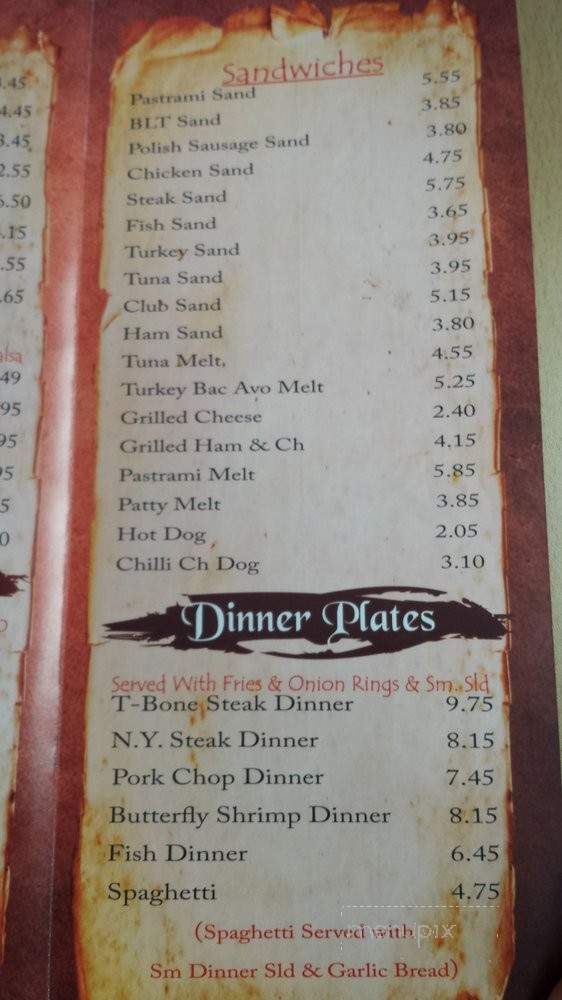 Sandwiches
Pastrami Sand 5.55
BLT Sand 3.85
Polish Sausage Sand 3.80
Chicken Sand 4.75
Steak Sand 5.75
Fish Sand 3.65
Turkey Sand 3.95
Tuna Sand 3.95
Club Sand 5.15
Ham Sand 3.80
Tuna Melt. 4.55
Turkey Bac Avo Melt 5.25
Grilled Cheese 2.40
Grilled Ham & Ch 4.15
Pastrami Melt 5.85
Patty Melt 3.85
Hot Dog 2.05
Chilli Ch Dog 3.10
Dinner Plates
Served With Fries & Onion Rings & Sm. Sld
T-Bone Steak Dinner 9.75
N.Y. Steak Dinner 8.15
Pork Chop Dinner 7.45
Butterfly Shrimp Dinner 8.15
Fish Dinner 6.45
Spaghetti 4.75
(Spaghetti Served with
Sm Dinner Sld & Garlic Bread)